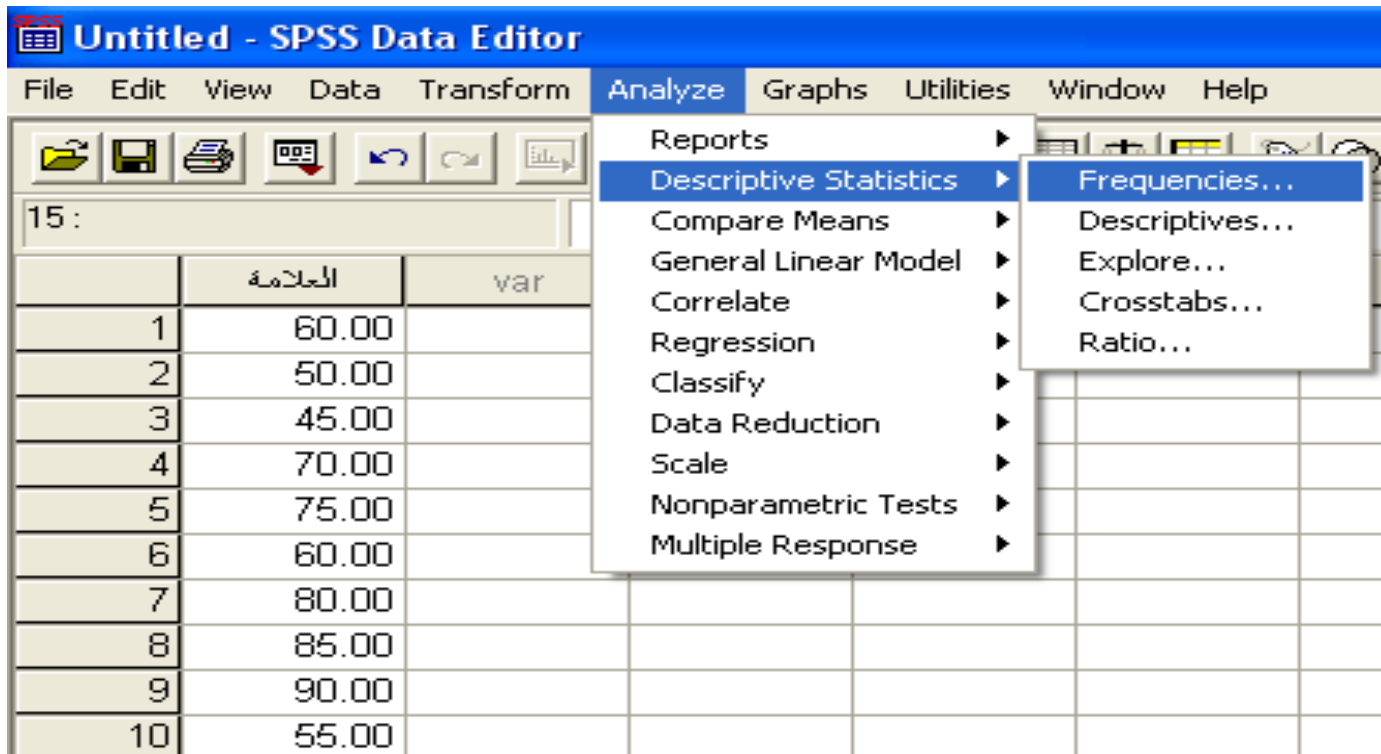 SPSS
Untitled - SPSS Data Editor
File Edit View Data Transform Analyze Graphs Utilities Window Help
Reports
Descriptive Statistics
Compare Means
General Linear Model
Correlate
Regression
Classify
Data Reduction
Scale
Nonparametric Tests
Multiple Response
Frequencies...
Descriptives...
Explore...
Crosstabs...
Ratio...
15 :
العلامة var
1 60.00
2 50.00
3 45.00
4 70.00
5 75.00
6 60.00
7 80.00
8 85.00
9 90.00
10 55.00